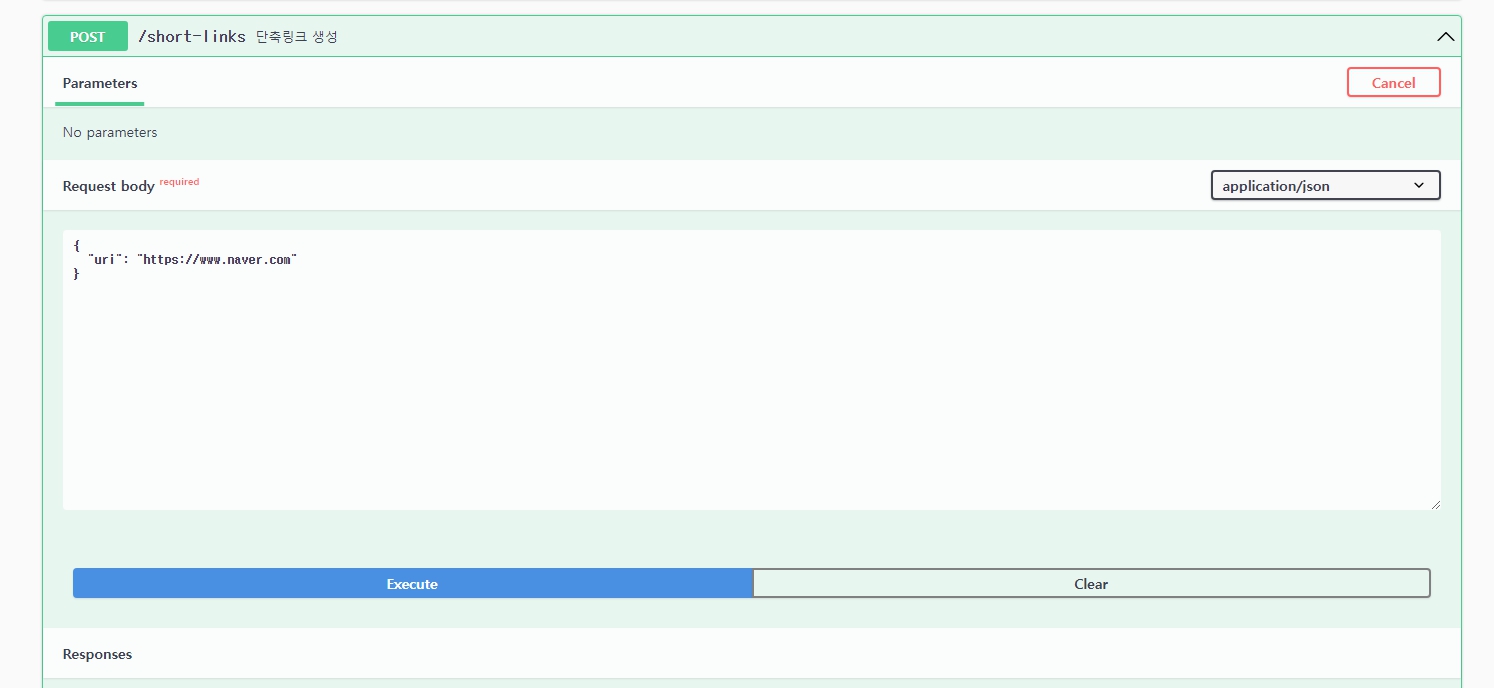 POST /short-links 단축링크 생성
Parameters
Cancel
No parameters
Request body required
application/json
{
  "uri": "https://www.naver.com"
}
Execute
Clear
Responses